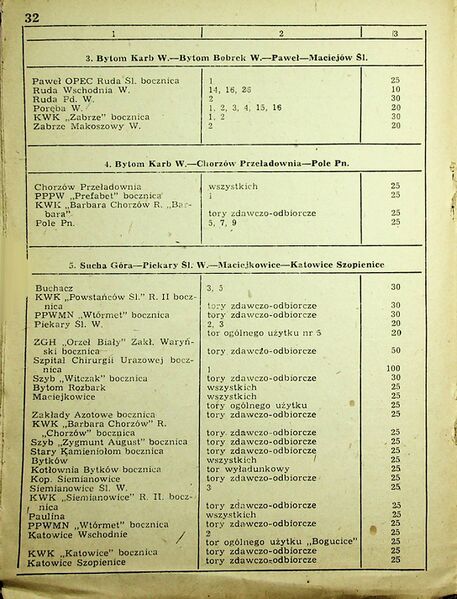 32
1 2 3
3. Bytom Karb W.—Bytom Bobrek W.—Paweł—Maciejów Śl.
Paweł OPEC Ruda Śl. bocznica 1 25
Ruda Wschodnia W. 14, 16, 26 10
Ruda Pd. W. 2 30
Poręba W. 1, 2, 3, 4, 15, 16 20
KWK „Zabrze" bocznica 1, 2 30
Zabrze Makoszowy W. 2 20
4. Bytom Karb W.—Chorzów Przeładownia—Pole Pn.
Chorzów Przeładownia wszystkich 25
PPPW „Prefabet" bocznica 1 25
KWK „Barbara Chorzów R. „Bar-
bara" tory zdawczo-odbiorcze 25
Pole Pn. 5, 7, 9 25
5. Sucha Góra—Piekary Śl. W.—Maciejkowice—Katowice Szopienice
Buchacz 3, 5 30
KWK „Powstańców Śl." R. II bocz-
nica tory zdawczo-odbiorcze 30
PPWMN „Wtórmet" bocznica tory zdawczo-odbiorcze 30
Piekary Śl. W. 2, 3 20
tor ogólnego użytku nr 5 20
ZGH „Orzeł Biały" Zakł. Waryń-
ski bocznica tory zdawczo-odbiorcze 50
Szpital Chirurgii Urazowej bocz-
nica 1 100
Szyb „Witczak" bocznica tory zdawczo-odbiorcze 30
Bytom Rozbark wszystkich 25
Maciejkowice wszystkich 25
tory ogólnego użytku 25
Zakłady Azotowe bocznica tory zdawczo-odbiorcze 25
KWK „Barbara Chorzów" R.
„Chorzów" bocznica tory zdawczo-odbiorcze 25
Szyb „Zygmunt August" bocznica tory zdawczo-odbiorcze 25
Stary Kamieniołom bocznica tory zdawczo-odbiorcze 25
Bytków wszystkich 25
Kotłownia Bytków bocznica tor wyładunkowy 25
Kop. Siemianowice tory zdawczo-odbiorcze 25
Siemianowice Śl. W. 3 25
KWK „Siemianowice" R. II. bocz-
nica tory zdawczo-odbiorcze 25
Paulina wszystkich 25
PPWMN „Wtórmet" bocznica tory zdawczo-odbiorcze 25
Katowice Wschodnie 2 25
tor ogólnego użytku „Bogucice" 25
KWK „Katowice" bocznica tory zdawczo-odbiorcze 25
Katowice Szopienice tory zdawczo-odbiorcze 25